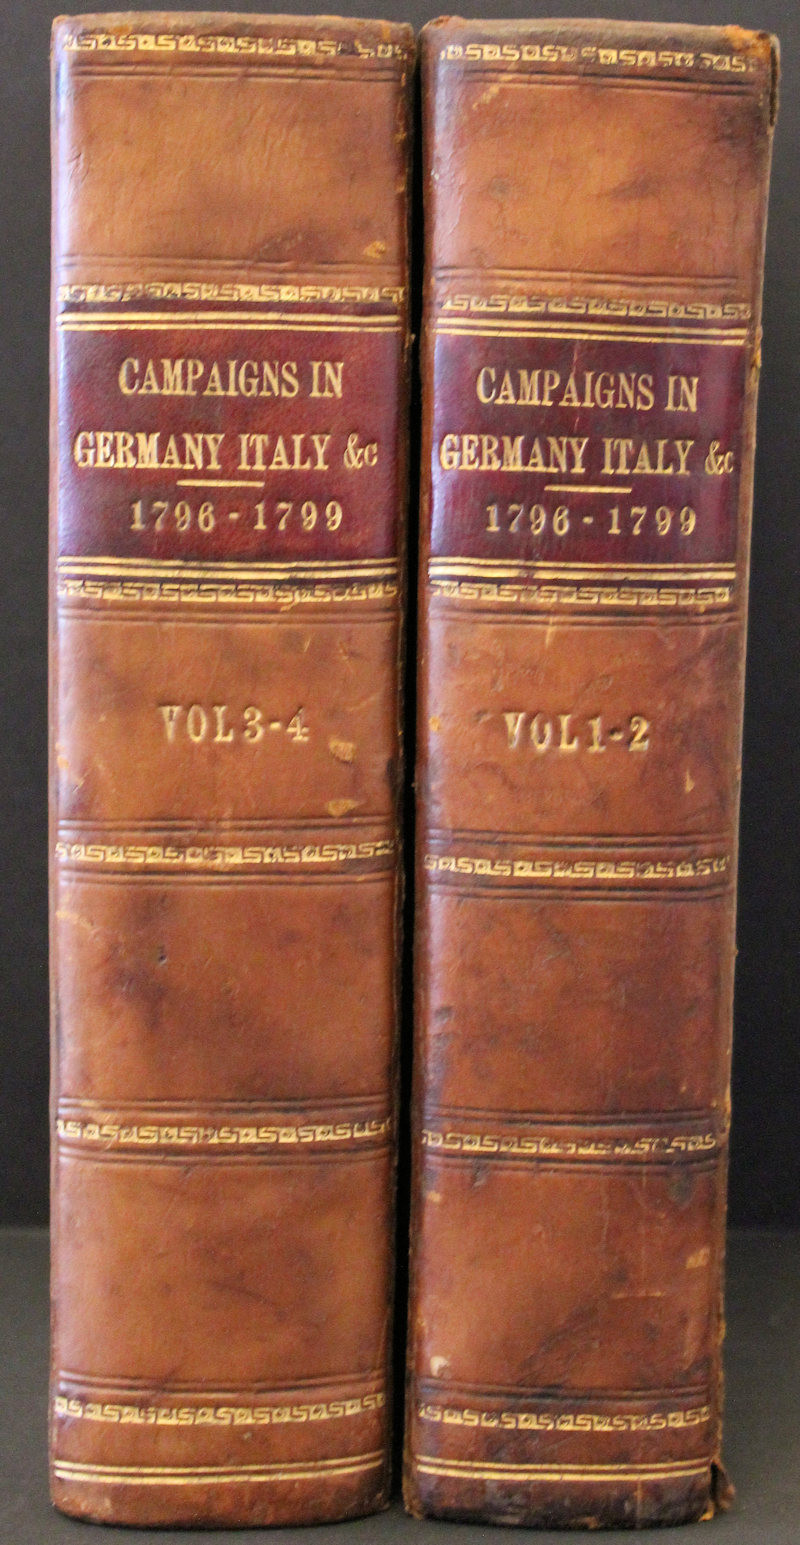 CAMPAIGNS IN
GERMANY ITALY &c
1796 - 1799
VOL 3-4
CAMPAIGNS IN
GERMANY ITALY &c
1796 - 1799
VOL 1-2